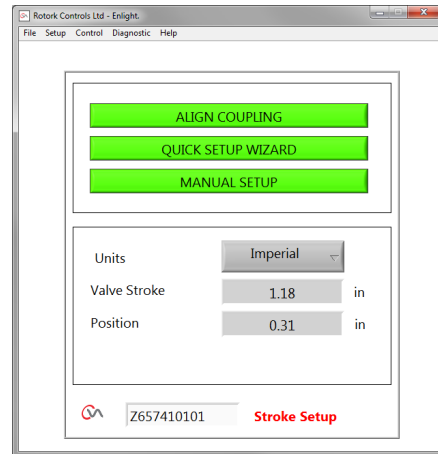 Rotork Controls Ltd - Enlight.
File Setup Control Diagnostic Help
ALIGN COUPLING
QUICK SETUP WIZARD
MANUAL SETUP
Units Imperial
Valve Stroke 1.18 in
Position 0.31 in
Z657410101 Stroke Setup